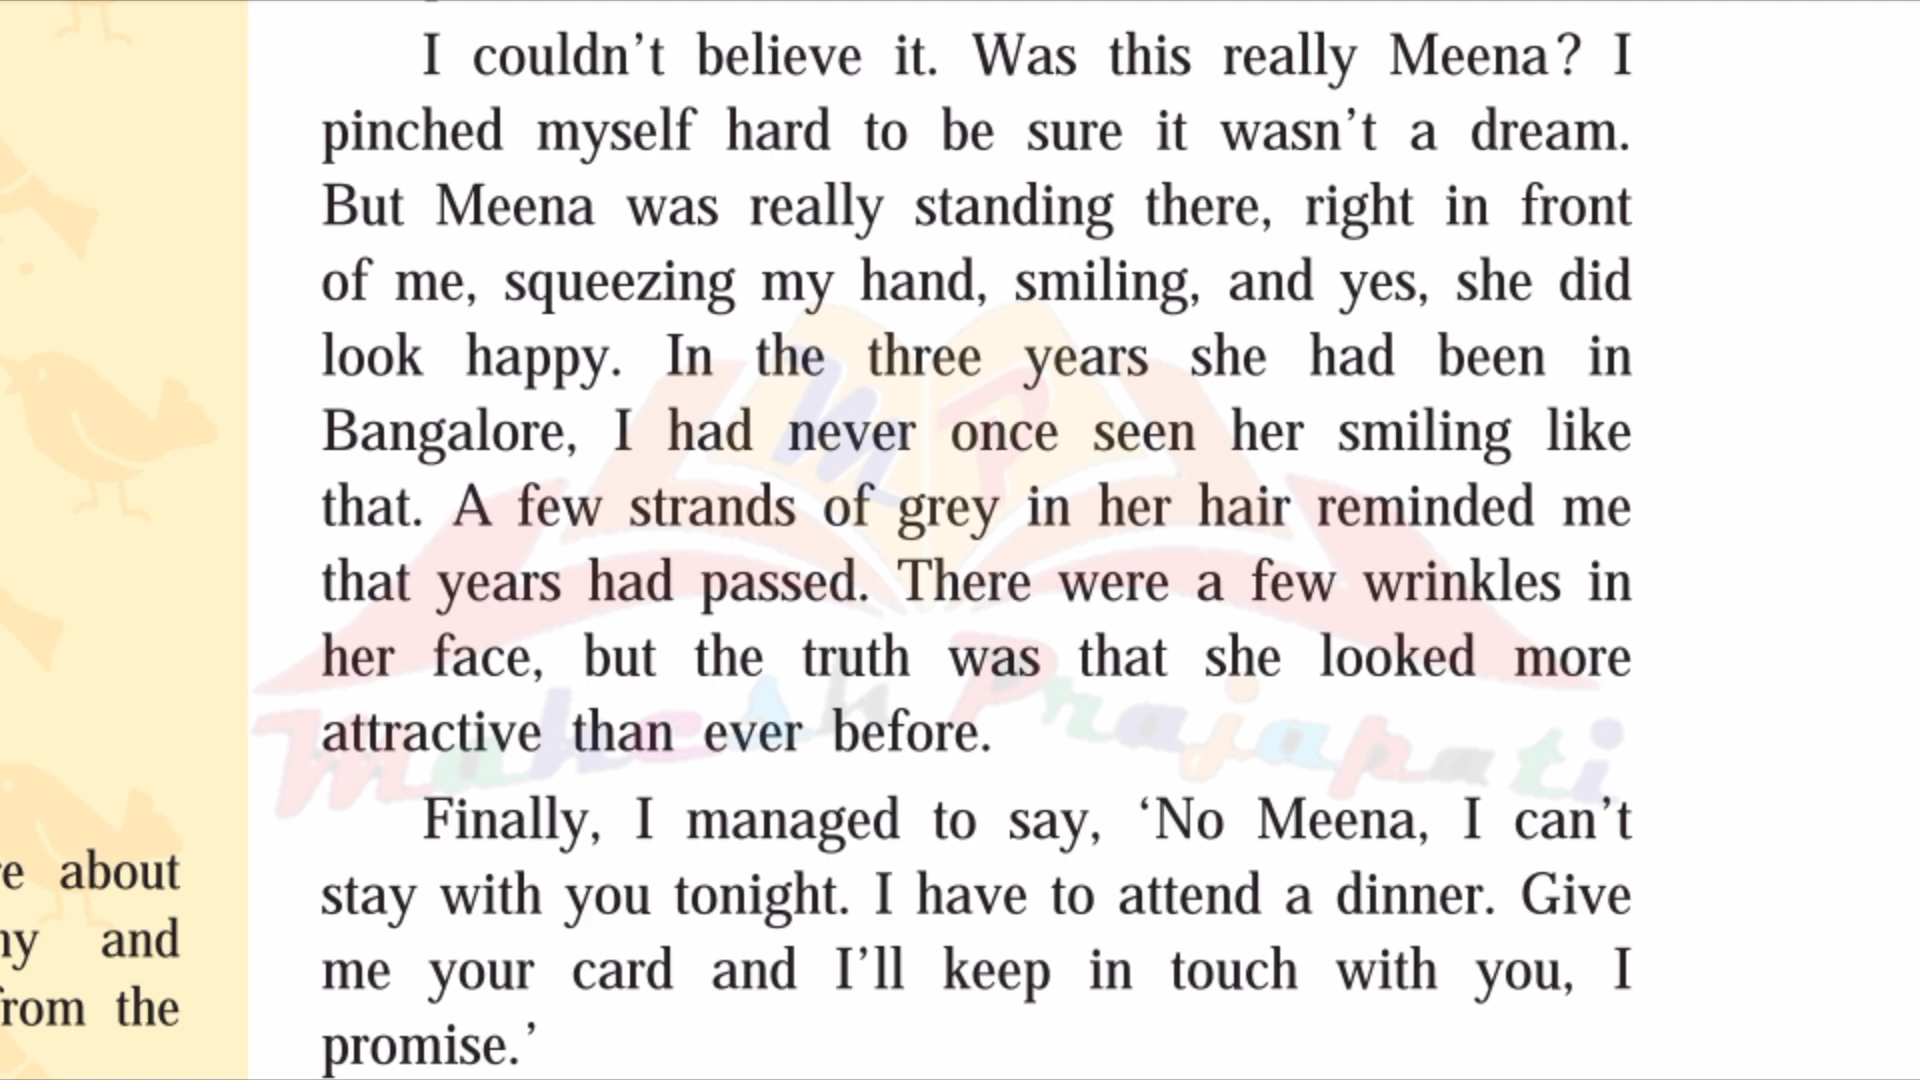 I couldn’t believe it. Was this really Meena? I
pinched myself hard to be sure it wasn’t a dream.
But Meena was really standing there, right in front
of me, squeezing my hand, smiling, and yes, she did
look happy. In the three years she had been in
Bangalore, I had never once seen her smiling like
that. A few strands of grey in her hair reminded me
that years had passed. There were a few wrinkles in
her face, but the truth was that she looked more
attractive than ever before.
Finally, I managed to say, ‘No Meena, I can’t
stay with you tonight. I have to attend a dinner. Give
me your card and I’ll keep in touch with you, I
promise.’
about
and
from the
MP
Mahesh Prajapati